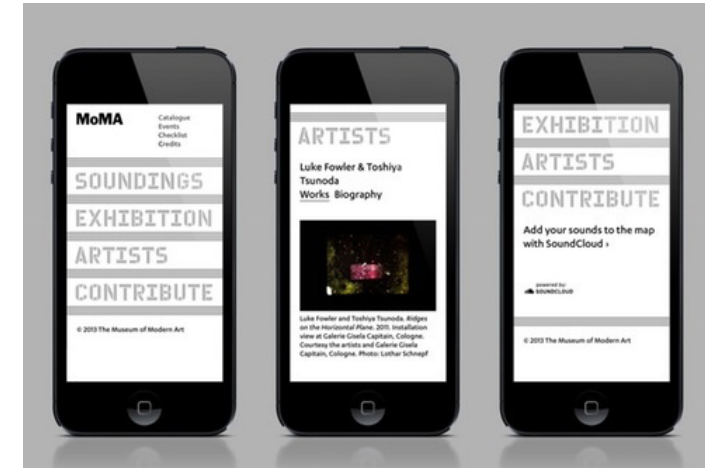 MoMA
Catalogue
Events
Checklist
Credits
SOUNDINGS
EXHIBITION
ARTISTS
CONTRIBUTE
© 2013 The Museum of Modern Art
ARTISTS
Luke Fowler & Toshiya
Tsunoda
Works Biography
Luke Fowler and Toshiya Tsunoda. Ridges
on the Horizontal Plane. 2011. Installation
view at Galerie Gisela Capitain, Cologne.
Courtesy the artists and Galerie Gisela
Capitain, Cologne. Photo: Lothar Schnepf
EXHIBITION
ARTISTS
CONTRIBUTE
Add your sounds to the map
with SoundCloud ›
powered by
SOUNDCLOUD
© 2013 The Museum of Modern Art